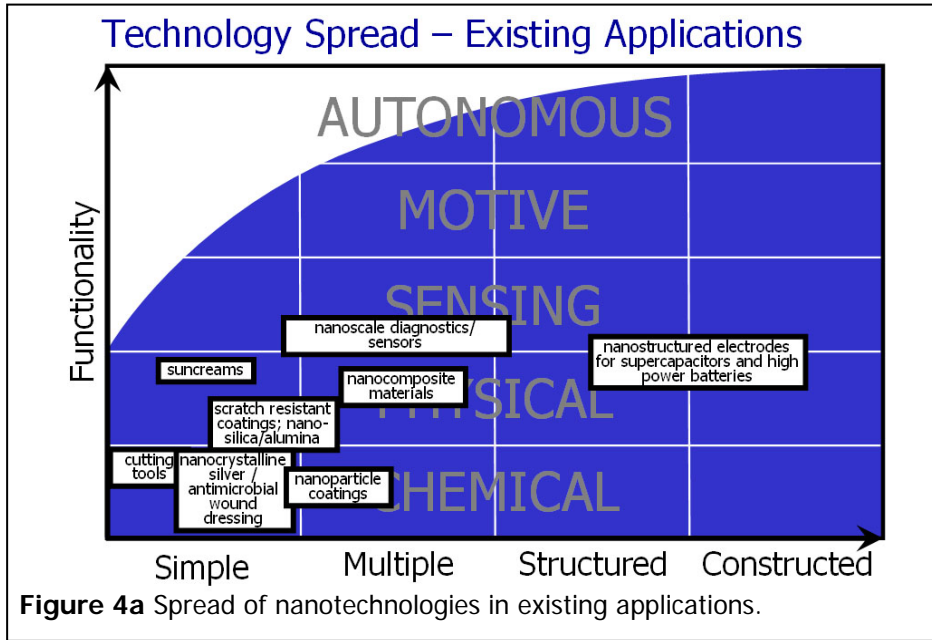 Technology Spread – Existing Applications
Functionality
AUTONOMOUS
MOTIVE
SENSING
nanoscale diagnostics/
sensors
nanostructured electrodes
for supercapacitors and high
power batteries
suncreams
nanocomposite
materials
PHYSICAL
scratch resistant
coatings; nano-
silica/alumina
cutting
tools
nanocrystalline
silver /
antimicrobial
wound
dressing
nanoparticle
coatings
CHEMICAL
Simple
Multiple
Structured
Constructed
Figure 4a Spread of nanotechnologies in existing applications.